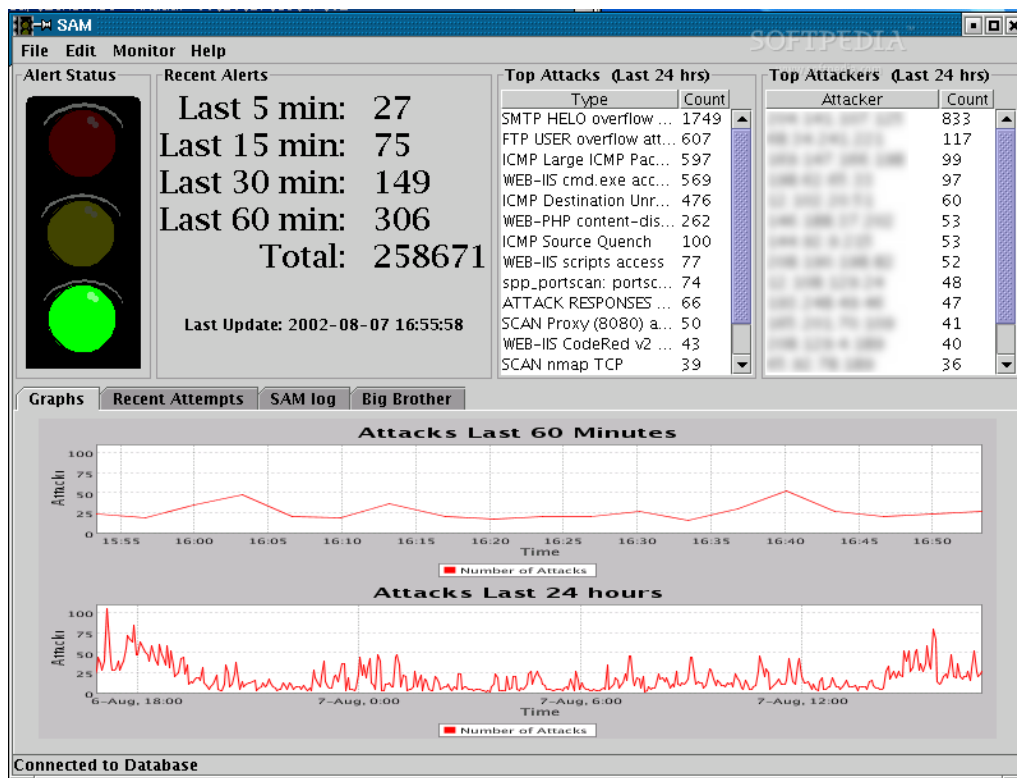 SAM
SOFTPEDIA
File Edit Monitor Help
Alert Status
Recent Alerts
Last 5 min: 27
Last 15 min: 75
Last 30 min: 149
Last 60 min: 306
Total: 258671
Last Update: 2002-08-07 16:55:58
Top Attacks (Last 24 hrs)
Type Count
SMTP HELO overflow ... 1749
FTP USER overflow att... 607
ICMP Large ICMP Pac... 597
WEB-IIS cmd.exe acc... 569
ICMP Destination Unr... 476
WEB-PHP content-dis... 262
ICMP Source Quench 100
WEB-IIS scripts access 77
spp_portscan: portsc... 74
ATTACK RESPONSES ... 66
SCAN Proxy (8080) a... 50
WEB-IIS CodeRed v2 ... 43
SCAN nmap TCP 39
Top Attackers (Last 24 hrs)
Attacker Count
833
117
99
97
60
53
53
52
48
47
41
40
36
Graphs Recent Attempts SAM log Big Brother
Attacks Last 60 Minutes
100
75
50
25
0
15:55 16:00 16:05 16:10 16:15 16:20 16:25 16:30 16:35 16:40 16:45 16:50
Time
Number of Attacks
Attacks Last 24 hours
100
75
50
25
0
6-Aug, 18:00 7-Aug, 0:00 7-Aug, 6:00 7-Aug, 12:00
Time
Number of Attacks
Connected to Database